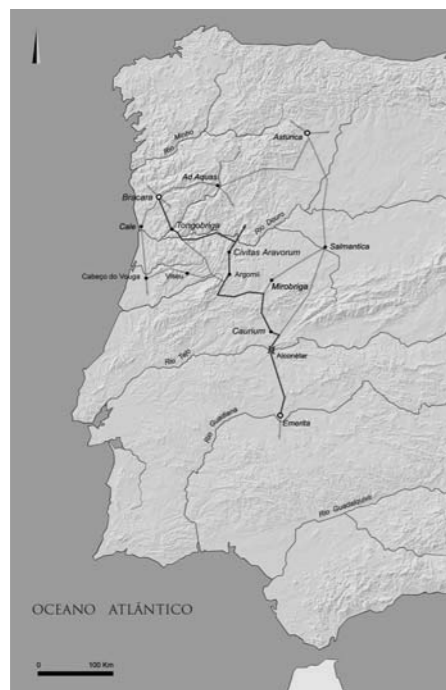 Rio Minho
Asturica
Ad Aquas
Bracara
Rio Douro
Tongobriga
Cale
Civitas Aravorum
Salmantica
Cabeço do Vouga
Viseu
Argomil
Mirobriga
Caurium
Rio Tejo
Alconétar
Emerita
Rio Guadiana
Rio Guadalquivir
OCEANO ATLÁNTICO
0
100 Km